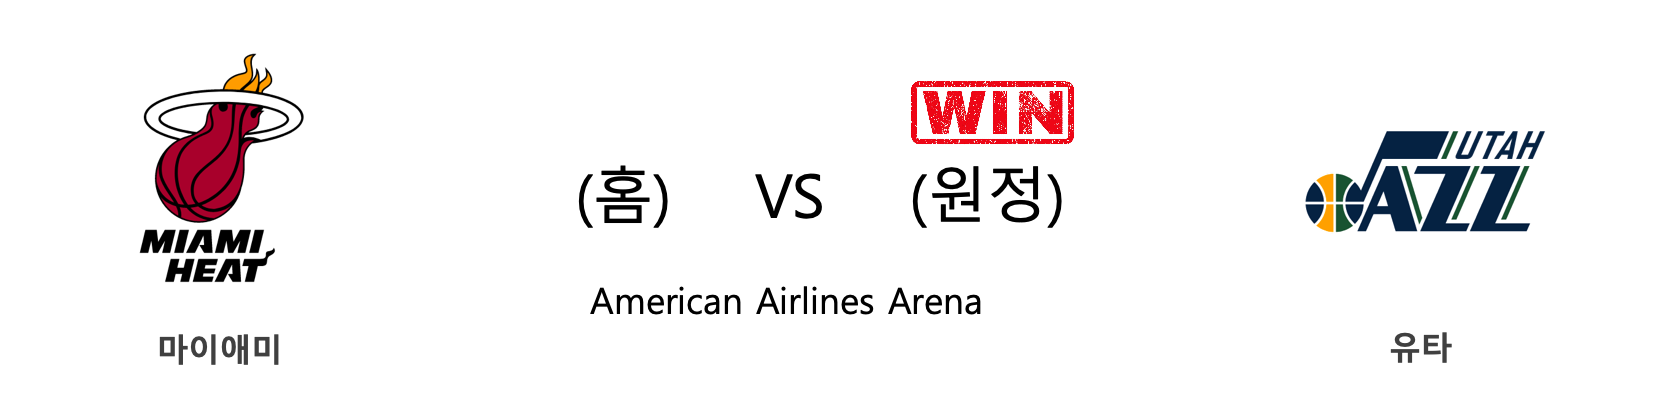 WIN
(홈) VS (원정)
UTAH
JAZZ
MIAMI
HEAT
American Airlines Arena
마이애미
유타